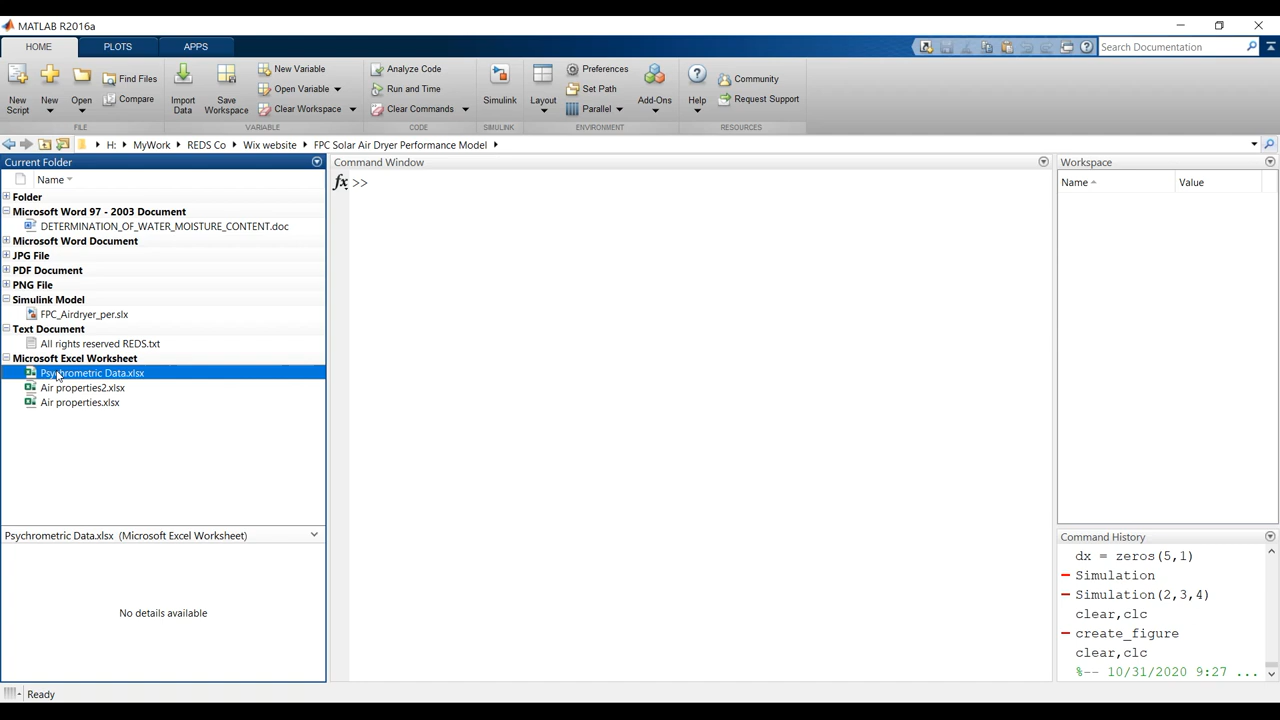 MATLAB R2016a
HOME PLOTS APPS
Search Documentation
New Script
New
Open
Find Files
Compare
Import Data
Save Workspace
New Variable
Open Variable
Clear Workspace
Analyze Code
Run and Time
Clear Commands
Simulink
Layout
Preferences
Set Path
Parallel
Add-Ons
Help
Community
Request Support
FILE VARIABLE CODE SIMULINK ENVIRONMENT RESOURCES
H: MyWork REDS Co Wix website FPC Solar Air Dryer Performance Model
Current Folder
Name
Folder
Microsoft Word 97 - 2003 Document
DETERMINATION_OF_WATER_MOISTURE_CONTENT.doc
Microsoft Word Document
JPG File
PDF Document
PNG File
Simulink Model
FPC_Airdryer_per.slx
Text Document
All rights reserved REDS.txt
Microsoft Excel Worksheet
Psychrometric Data.xlsx
Air properties2.xlsx
Air properties.xlsx
Psychrometric Data.xlsx (Microsoft Excel Worksheet)
No details available
Command Window
fx >>
Workspace
Name Value
Command History
dx = zeros(5,1)
Simulation
Simulation(2,3,4)
clear,clc
create_figure
clear,clc
%-- 10/31/2020 9:27 ...
Ready